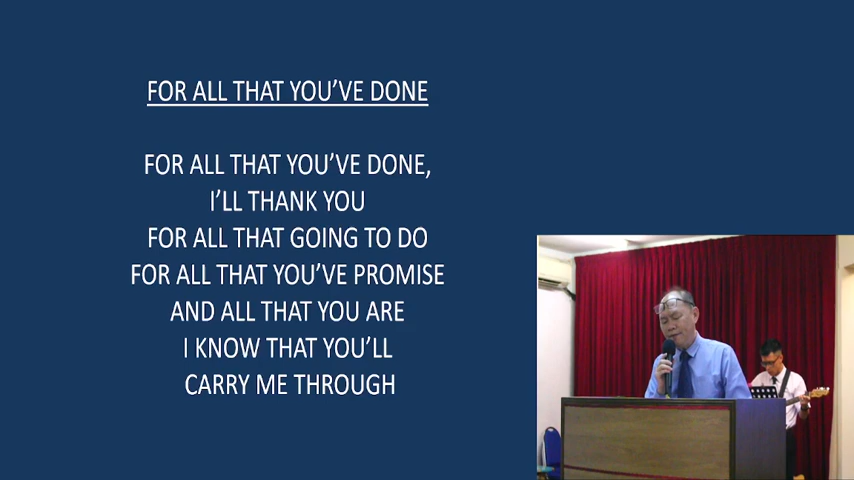 FOR ALL THAT YOU'VE DONE
FOR ALL THAT YOU'VE DONE,
I'LL THANK YOU
FOR ALL THAT GOING TO DO
FOR ALL THAT YOU'VE PROMISE
AND ALL THAT YOU ARE
I KNOW THAT YOU'LL
CARRY ME THROUGH